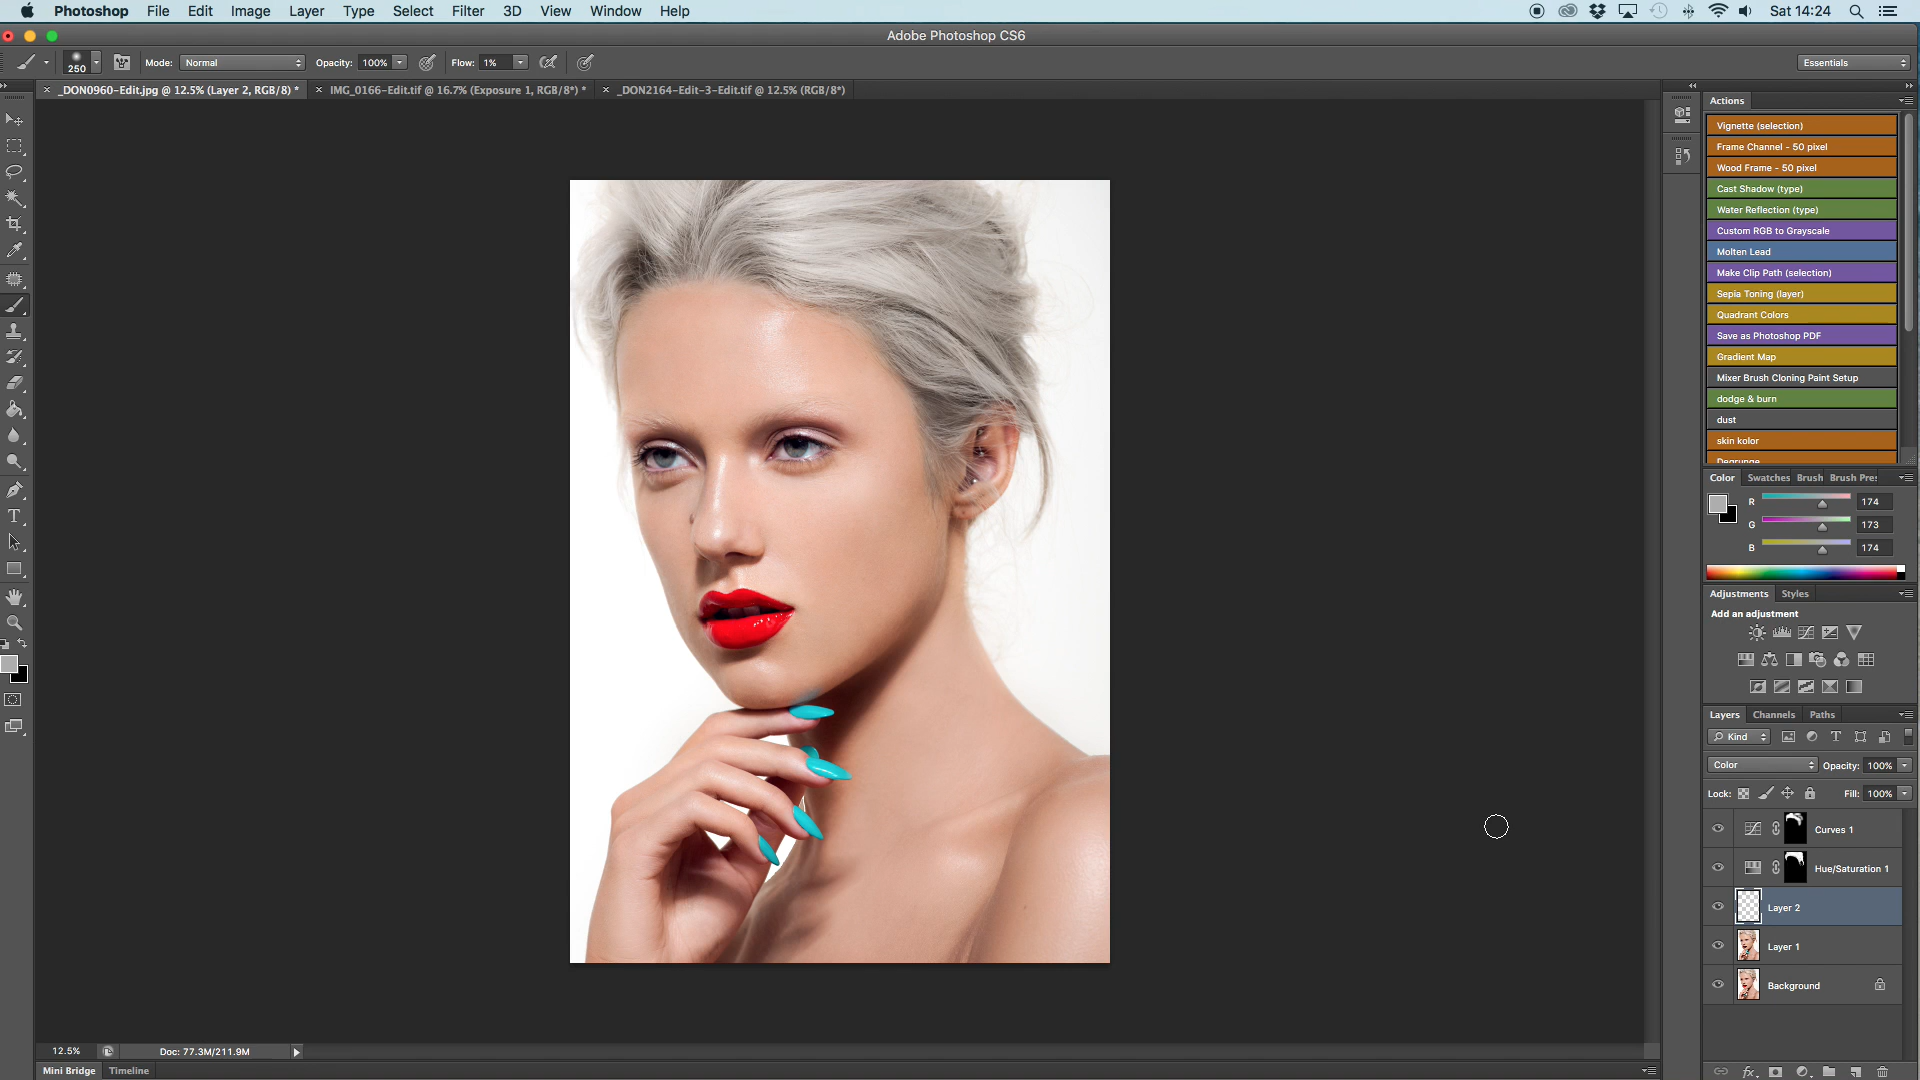 Photoshop File Edit Image Layer Type Select Filter 3D View Window Help Sat 14:24
Adobe Photoshop CS6
250 Mode: Normal Opacity: 100% Flow: 1% Essentials
_DON0960-Edit.jpg @ 12.5% (Layer 2, RGB/8) * IMG_0166-Edit.tif @ 16.7% (Exposure 1, RGB/8*) * _DON2164-Edit-3-Edit.tif @ 12.5% (RGB/8*)
Actions
Vignette (selection)
Frame Channel - 50 pixel
Wood Frame - 50 pixel
Cast Shadow (type)
Water Reflection (type)
Custom RGB to Grayscale
Molten Lead
Make Clip Path (selection)
Sepia Toning (layer)
Quadrant Colors
Save as Photoshop PDF
Gradient Map
Mixer Brush Cloning Paint Setup
dodge & burn
dust
skin kolor
Degrunge
Color Swatches Brush Brush Pre:
R 174
G 173
B 174
Adjustments Styles
Add an adjustment
Layers Channels Paths
Kind
Color Opacity: 100%
Lock: Fill: 100%
Curves 1
Hue/Saturation 1
Layer 2
Layer 1
Background
12.5% Doc: 77.3M/211.9M
Mini Bridge Timeline